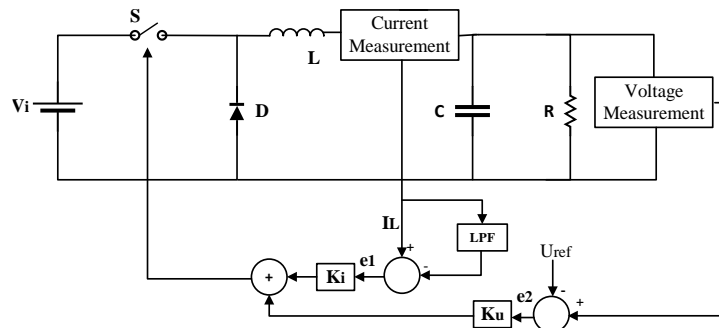 S
Current
Measurement
L
Vi
D
C
R
Voltage
Measurement
IL
+
-
LPF
Uref
e1
Ki
+
-
+
e2
Ku